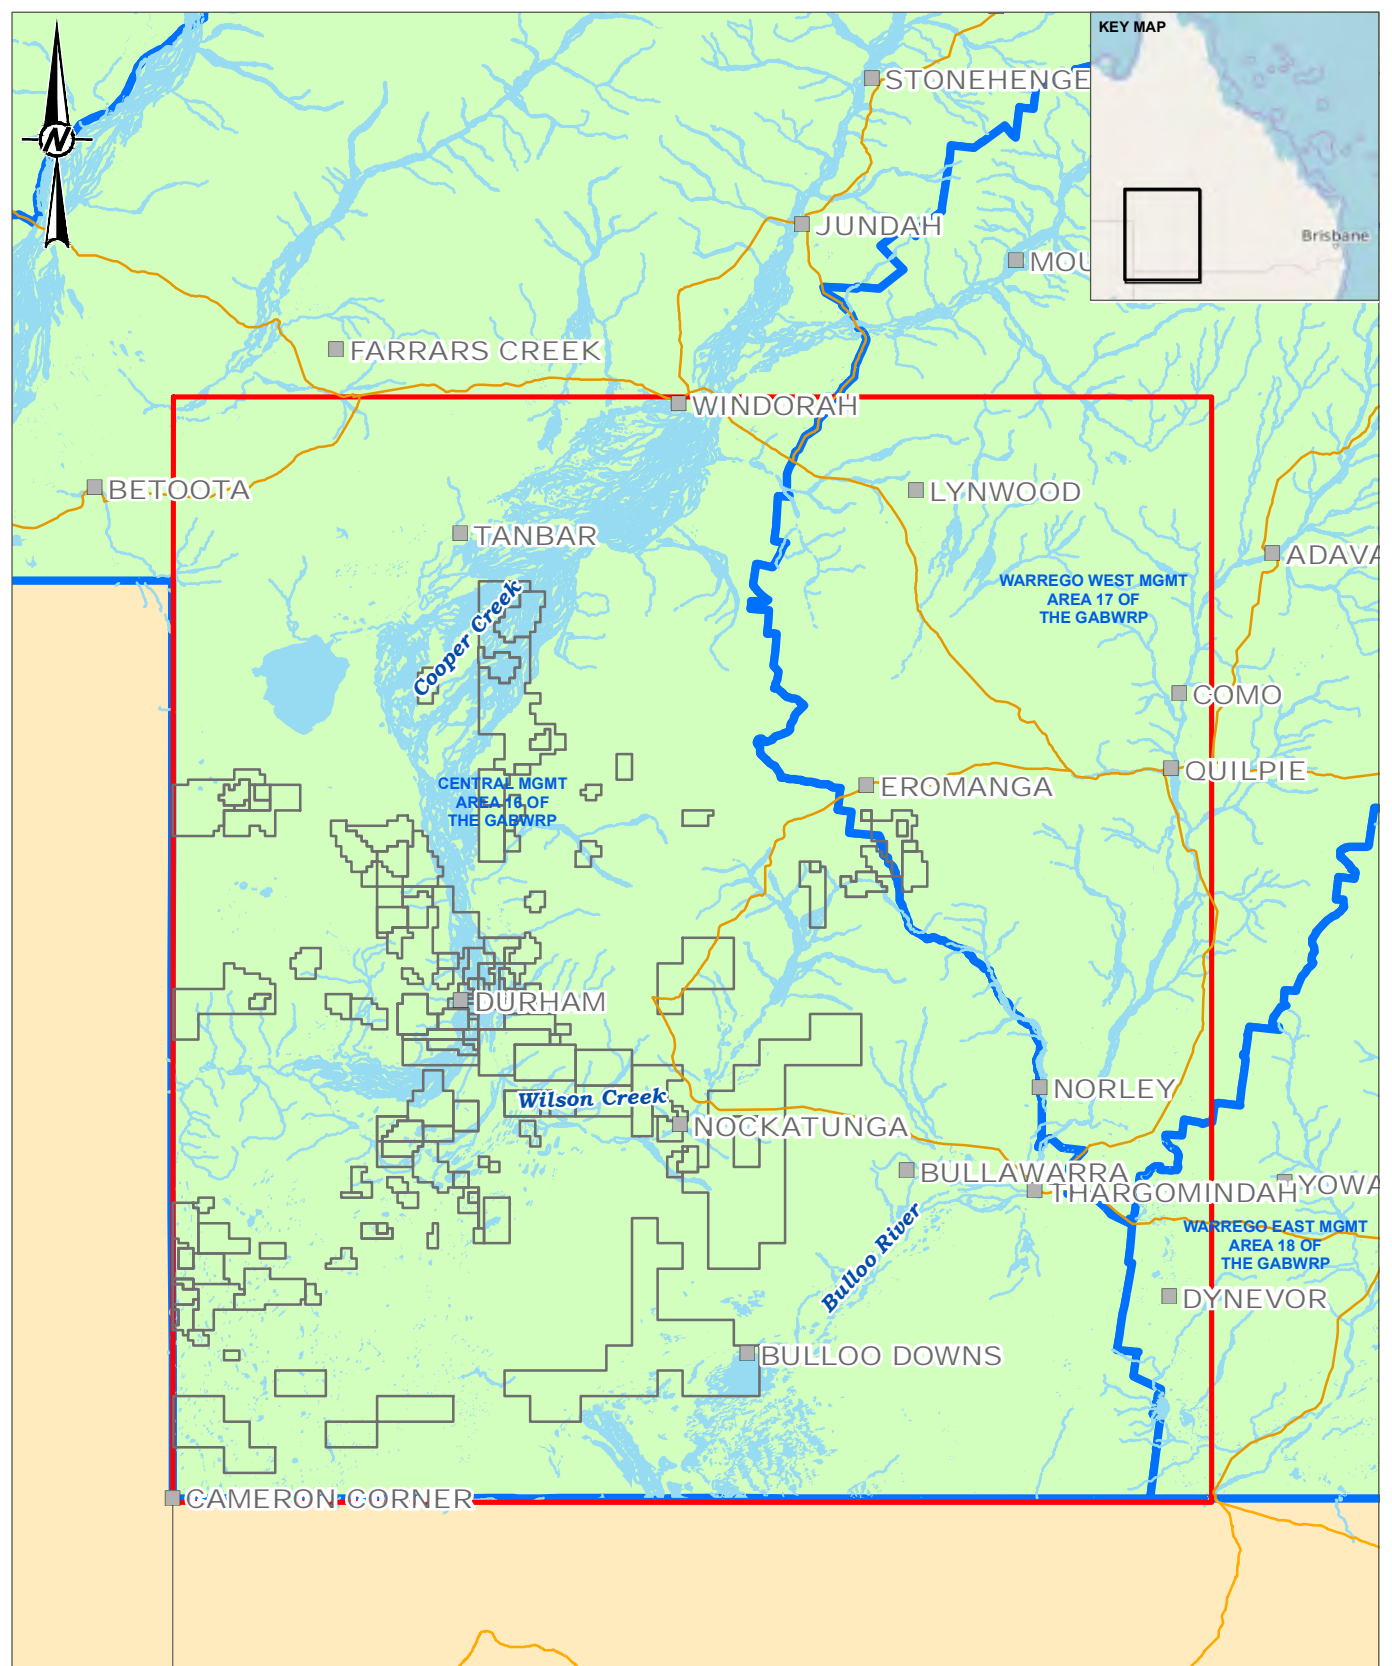 KEY MAP
STONEHENGE
N
JUNDAH
Brisbane
MOU
FARRARS CREEK
WINDORAH
BETOOTA
LYNWOOD
TANBAR
ADAVA
WARREGO WEST MGMT
AREA 17 OF
THE GABWRP
Cooper Creek
COMO
QUILPIE
CENTRAL MGMT
AREA 16 OF
THE GABWRP
EROMANGA
DURHAM
NORLEY
Wilson Creek
NOCKATUNGA
BULLAWARRA
THARGOMINDAH
YOWA
Bulloo River
WARREGO EAST MGMT
AREA 18 OF
THE GABWRP
DYNEVOR
BULLOO DOWNS
CAMERON CORNER